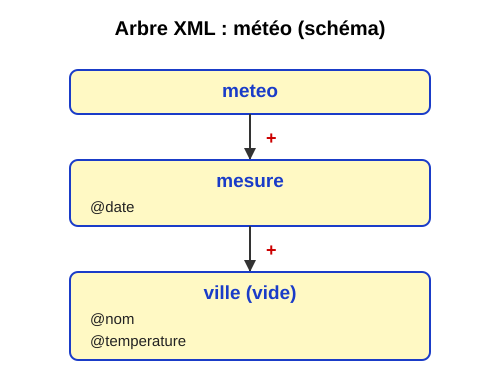 Arbre XML : météo (schéma)
meteo
+
mesure
@date
+
ville (vide)
@nom
@temperature